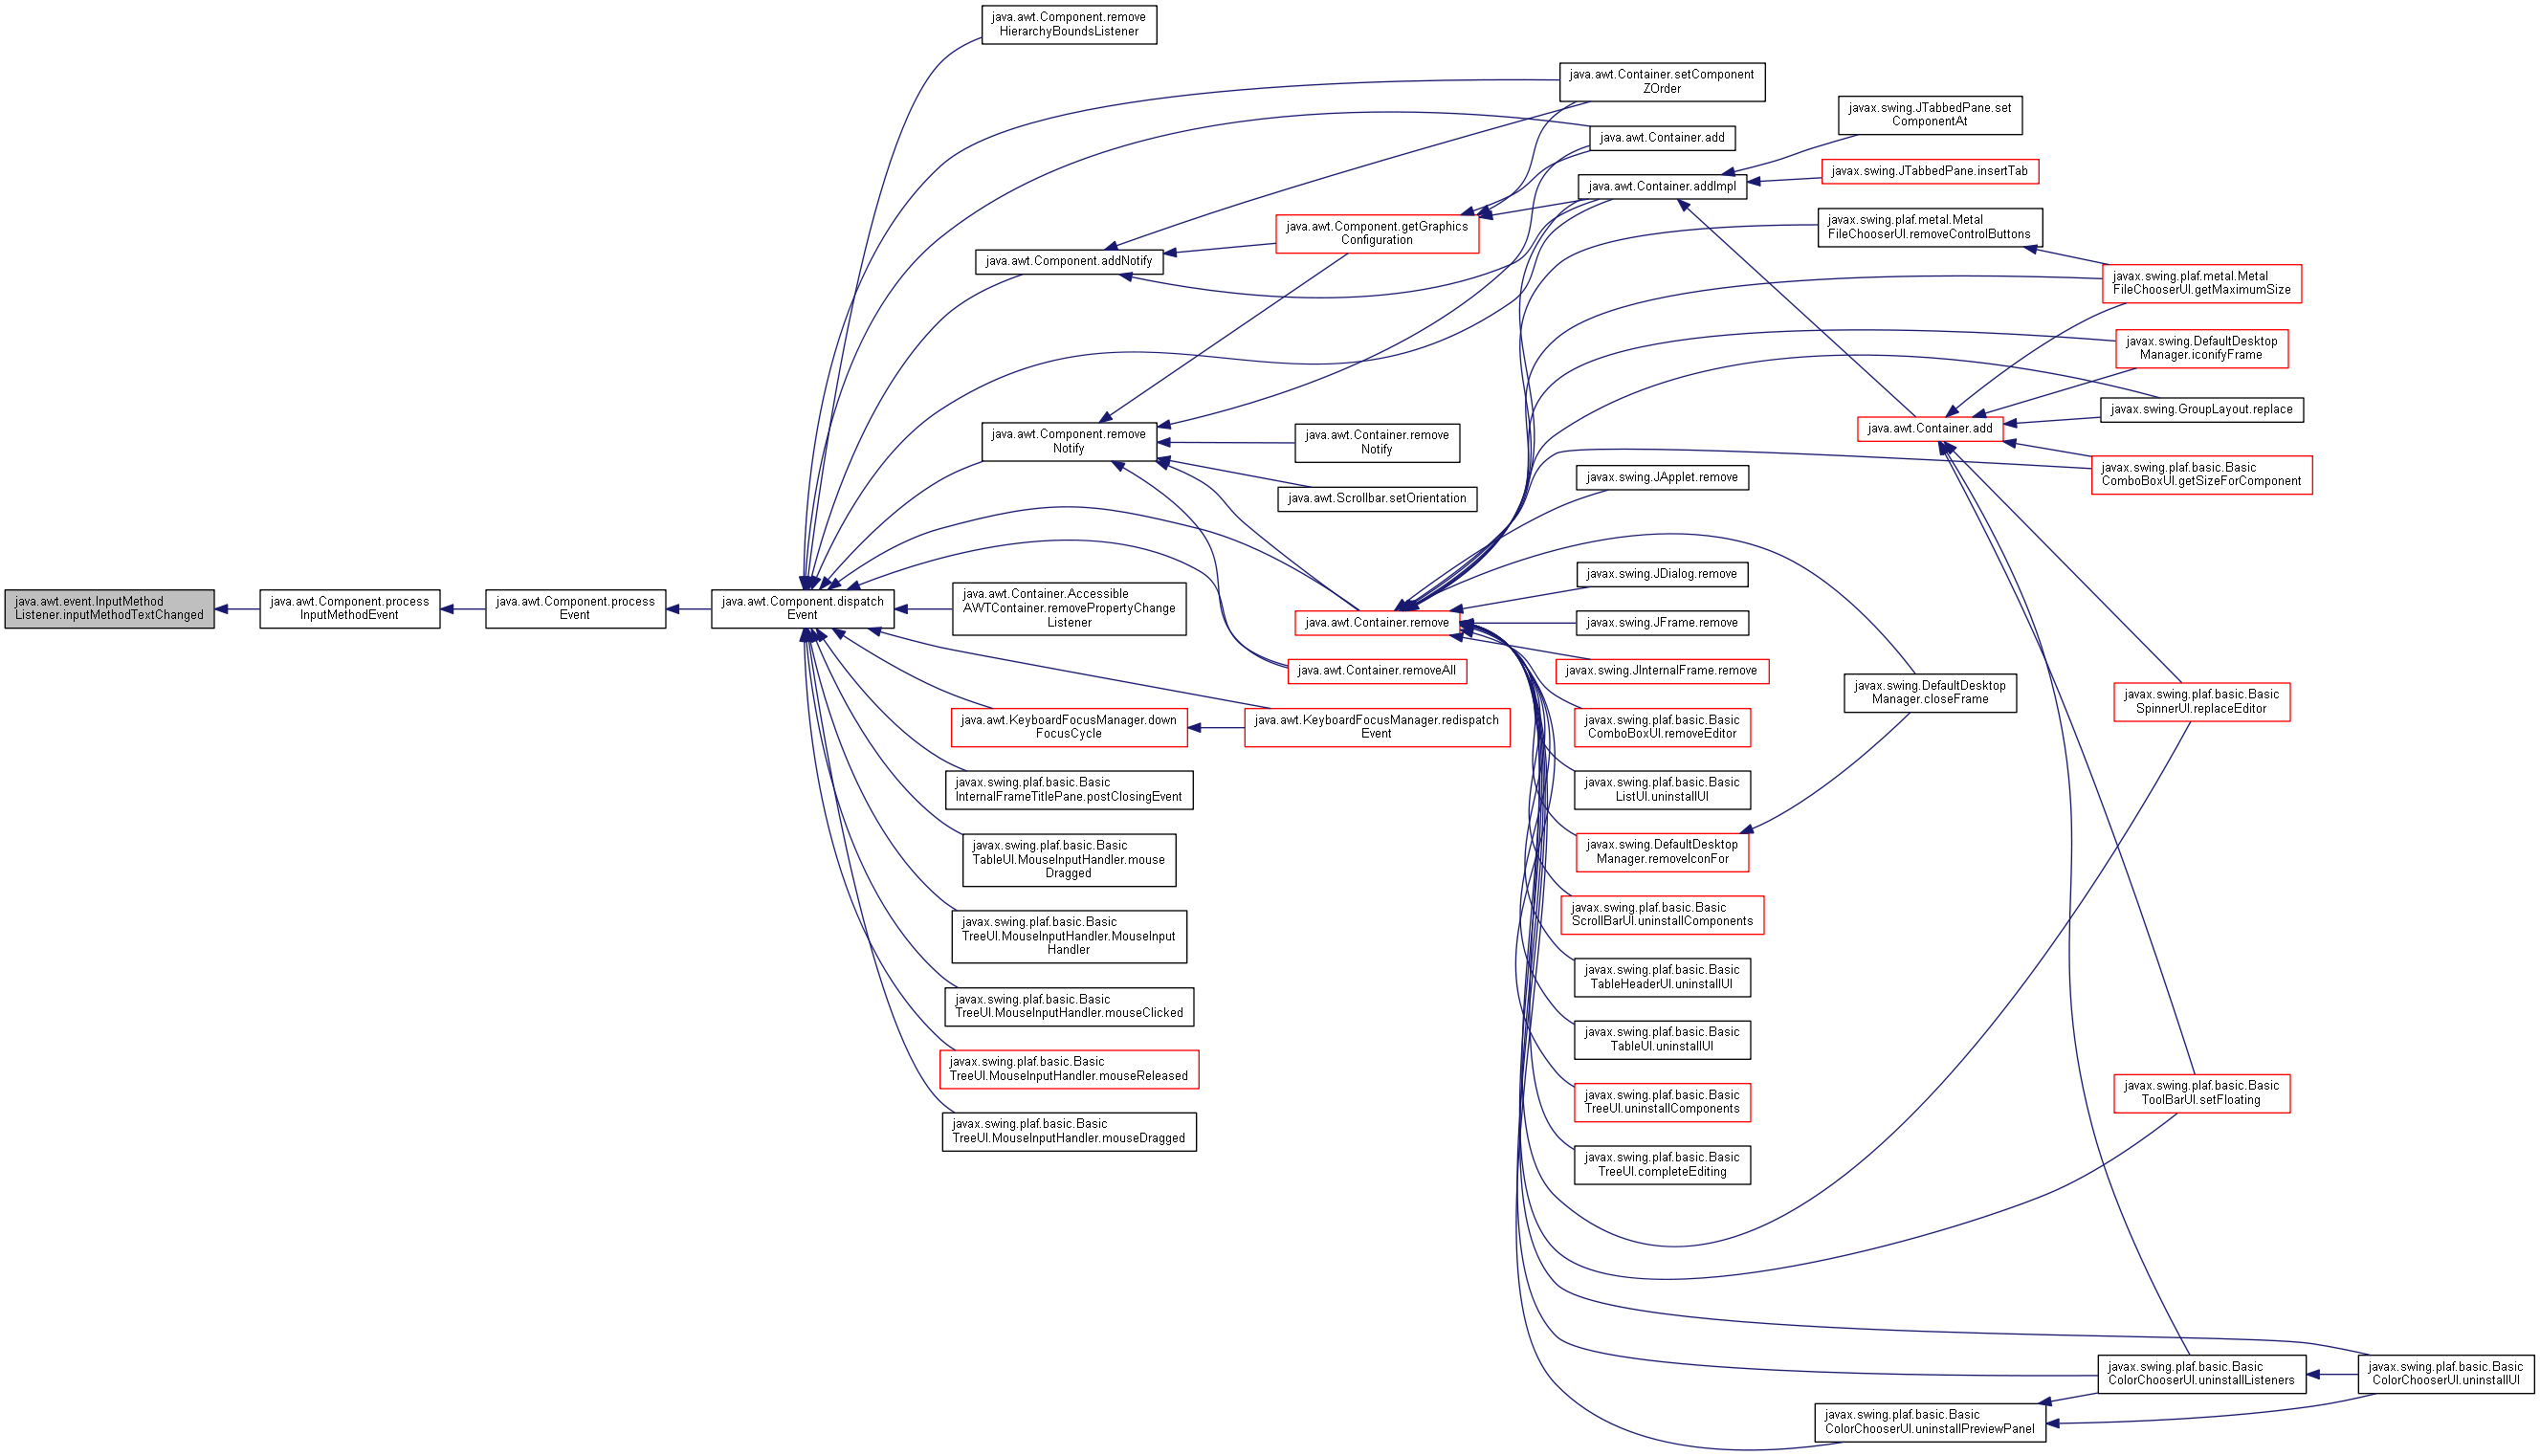 java.awt.event.InputMethod
Listener.inputMethodTextChanged
java.awt.Component.process
InputMethodEvent
java.awt.Component.process
Event
java.awt.Component.dispatch
Event
java.awt.Component.remove
HierarchyBoundsListener
java.awt.Component.addNotify
java.awt.Component.remove
Notify
java.awt.Container.Accessible
AWTContainer.removePropertyChange
Listener
java.awt.KeyboardFocusManager.down
FocusCycle
javax.swing.plaf.basic.Basic
InternalFrameTitlePane.postClosingEvent
javax.swing.plaf.basic.Basic
TableUI.MouseInputHandler.mouse
Dragged
javax.swing.plaf.basic.Basic
TreeUI.MouseInputHandler.MouseInput
Handler
javax.swing.plaf.basic.Basic
TreeUI.MouseInputHandler.mouseClicked
javax.swing.plaf.basic.Basic
TreeUI.MouseInputHandler.mouseReleased
javax.swing.plaf.basic.Basic
TreeUI.MouseInputHandler.mouseDragged
java.awt.Component.getGraphics
Configuration
java.awt.Container.remove
Notify
java.awt.Scrollbar.setOrientation
java.awt.Container.remove
java.awt.Container.removeAll
java.awt.KeyboardFocusManager.redispatch
Event
java.awt.Container.setComponent
ZOrder
java.awt.Container.add
java.awt.Container.addImpl
javax.swing.JApplet.remove
javax.swing.JDialog.remove
javax.swing.JFrame.remove
javax.swing.JInternalFrame.remove
javax.swing.plaf.basic.Basic
ComboBoxUI.removeEditor
javax.swing.plaf.basic.Basic
ListUI.uninstallUI
javax.swing.DefaultDesktop
Manager.removeIconFor
javax.swing.plaf.basic.Basic
ScrollBarUI.uninstallComponents
javax.swing.plaf.basic.Basic
TableHeaderUI.uninstallUI
javax.swing.plaf.basic.Basic
TableUI.uninstallUI
javax.swing.plaf.basic.Basic
TreeUI.uninstallComponents
javax.swing.plaf.basic.Basic
TreeUI.completeEditing
javax.swing.JTabbedPane.set
ComponentAt
javax.swing.JTabbedPane.insertTab
javax.swing.plaf.metal.Metal
FileChooserUI.removeControlButtons
java.awt.Container.add
javax.swing.DefaultDesktop
Manager.closeFrame
javax.swing.plaf.basic.Basic
ColorChooserUI.uninstallPreviewPanel
javax.swing.plaf.metal.Metal
FileChooserUI.getMaximumSize
javax.swing.DefaultDesktop
Manager.iconifyFrame
javax.swing.GroupLayout.replace
javax.swing.plaf.basic.Basic
ComboBoxUI.getSizeForComponent
javax.swing.plaf.basic.Basic
SpinnerUI.replaceEditor
javax.swing.plaf.basic.Basic
ToolBarUI.setFloating
javax.swing.plaf.basic.Basic
ColorChooserUI.uninstallListeners
javax.swing.plaf.basic.Basic
ColorChooserUI.uninstallUI